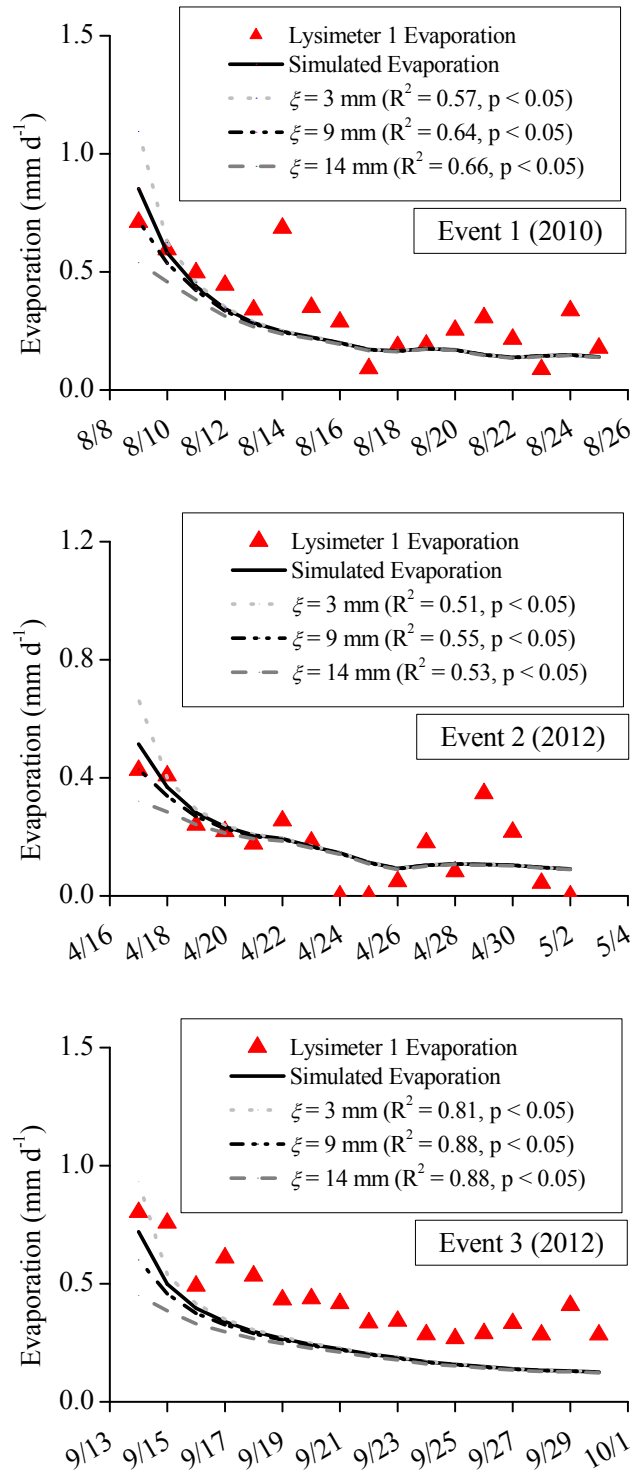 1.5
Lysimeter 1 Evaporation
Simulated Evaporation
ξ = 3 mm (R² = 0.57, p < 0.05)
ξ = 9 mm (R² = 0.64, p < 0.05)
ξ = 14 mm (R² = 0.66, p < 0.05)
1.0
Event 1 (2010)
0.5
0.0
Evaporation (mm d⁻¹)
8/8
8/10
8/12
8/14
8/16
8/18
8/20
8/22
8/24
8/26
1.2
Lysimeter 1 Evaporation
Simulated Evaporation
ξ = 3 mm (R² = 0.51, p < 0.05)
ξ = 9 mm (R² = 0.55, p < 0.05)
ξ = 14 mm (R² = 0.53, p < 0.05)
0.8
Event 2 (2012)
0.4
0.0
Evaporation (mm d⁻¹)
4/16
4/18
4/20
4/22
4/24
4/26
4/28
4/30
5/2
5/4
1.5
Lysimeter 1 Evaporation
Simulated Evaporation
ξ = 3 mm (R² = 0.81, p < 0.05)
ξ = 9 mm (R² = 0.88, p < 0.05)
ξ = 14 mm (R² = 0.88, p < 0.05)
1.0
Event 3 (2012)
0.5
0.0
Evaporation (mm d⁻¹)
9/13
9/15
9/17
9/19
9/21
9/23
9/25
9/27
9/29
10/1